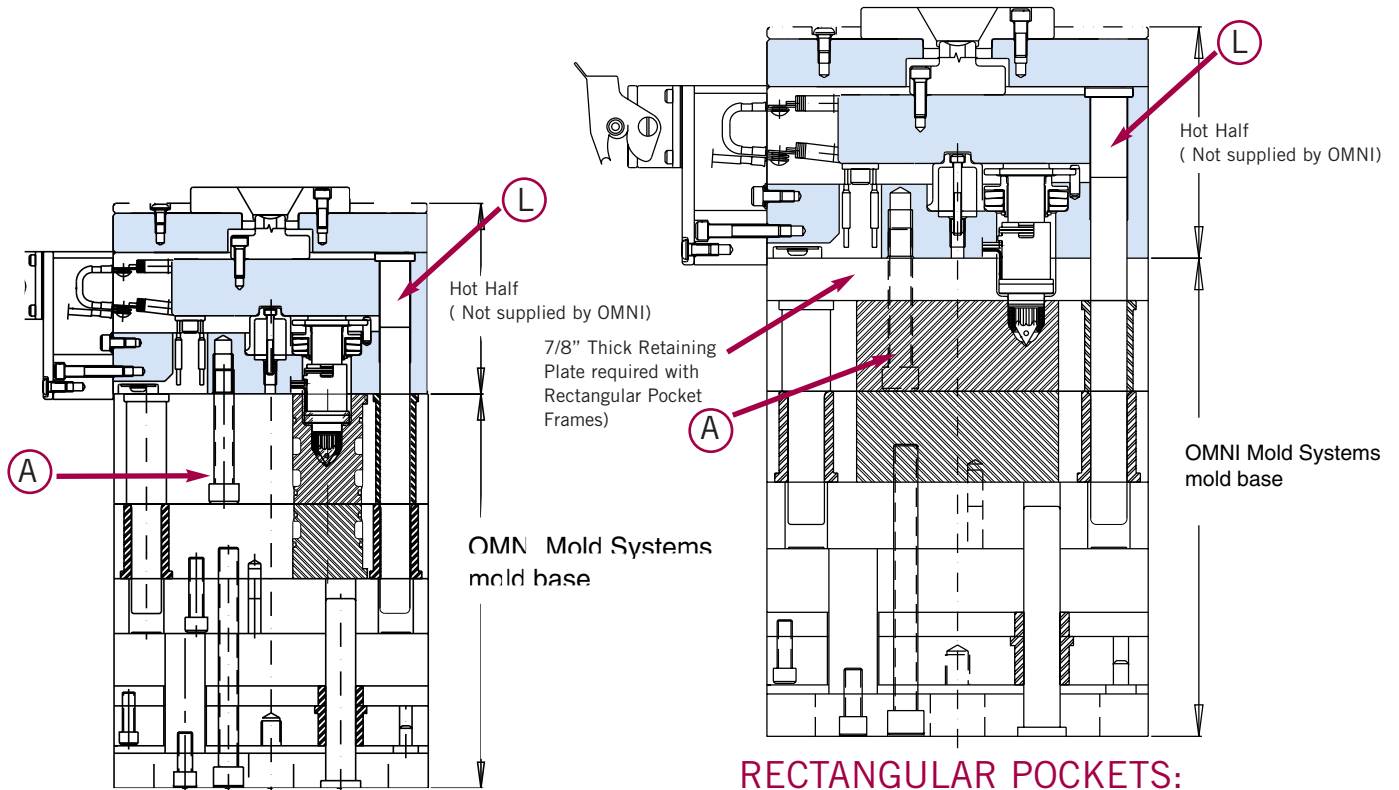 L
Hot Half
( Not supplied by OMNI)
A
OMN Mold Systems
mold base
L
Hot Half
( Not supplied by OMNI)
7/8” Thick Retaining
Plate required with
Rectangular Pocket
Frames)
A
OMNI Mold Systems
mold base
RECTANGULAR POCKETS: